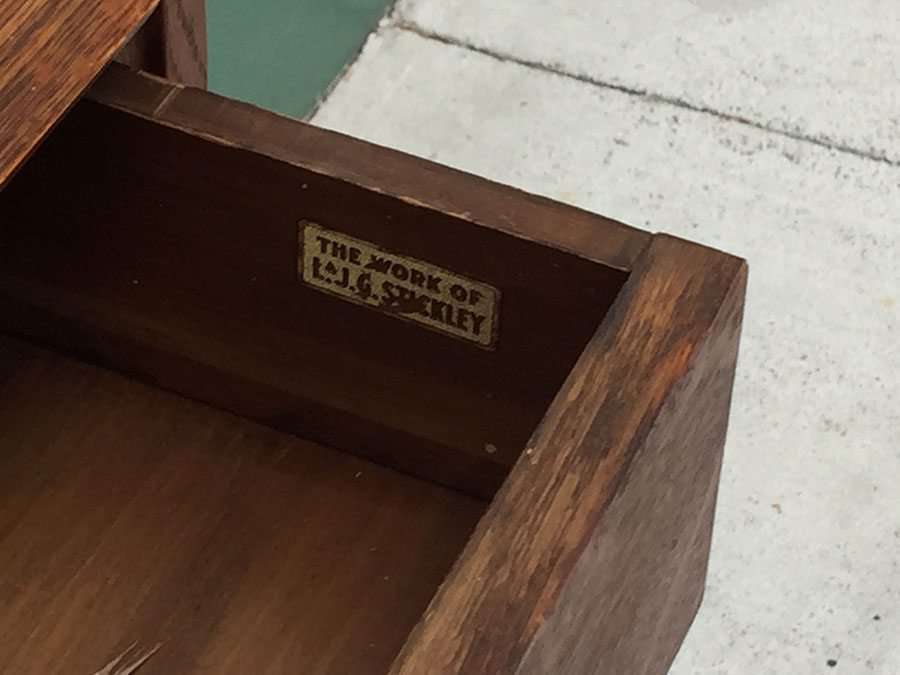 THE WORK OF
L. & J. G. STICKLEY